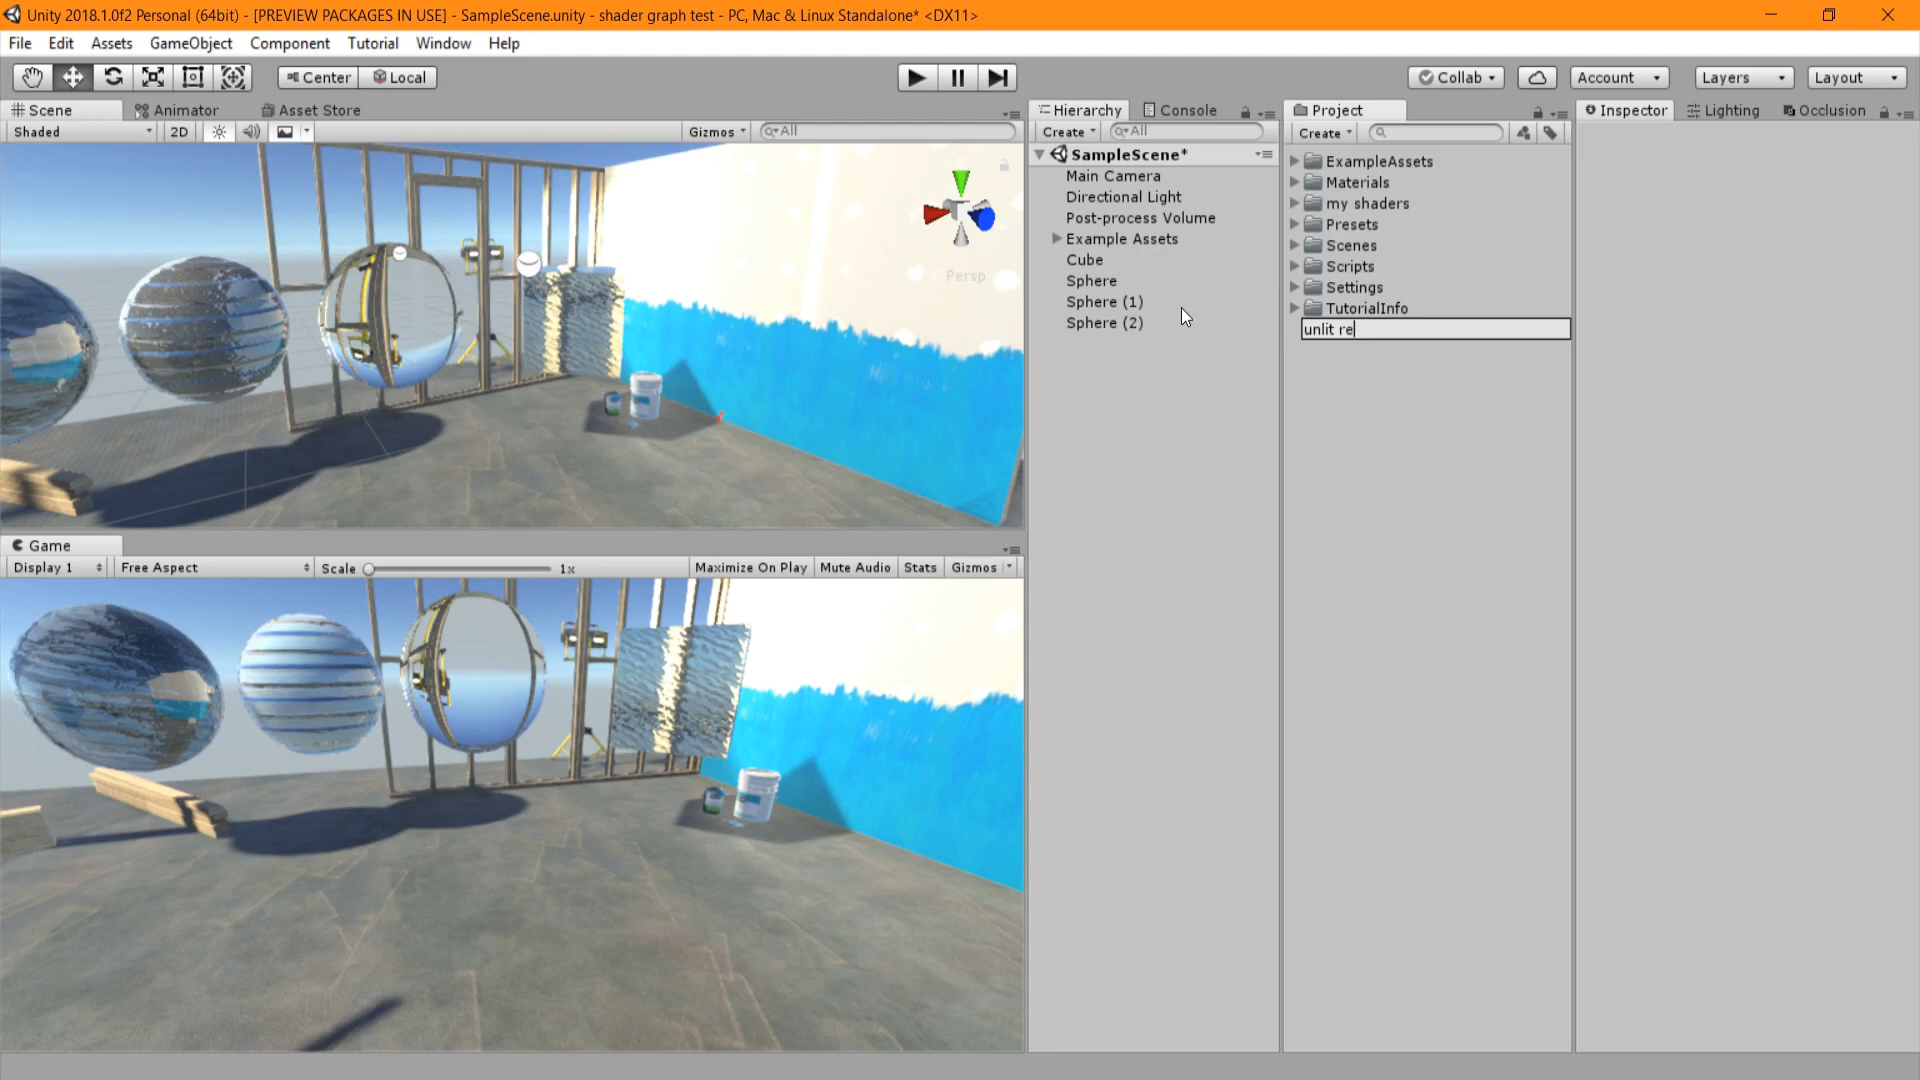 Unity 2018.1.0f2 Personal (64bit) - [PREVIEW PACKAGES IN USE] - SampleScene.unity - shader graph test - PC, Mac & Linux Standalone* <DX11>
File Edit Assets GameObject Component Tutorial Window Help
Center Local Collab Account Layers Layout
Scene Animator Asset Store
Shaded 2D Gizmos All
Persp
Game
Display 1 Free Aspect Scale 1x Maximize On Play Mute Audio Stats Gizmos
Hierarchy Console
Create All
SampleScene*
Main Camera
Directional Light
Post-process Volume
Example Assets
Cube
Sphere
Sphere (1)
Sphere (2)
Project
Create
ExampleAssets
Materials
my shaders
Presets
Scenes
Scripts
Settings
TutorialInfo
unlit re
Inspector Lighting Occlusion